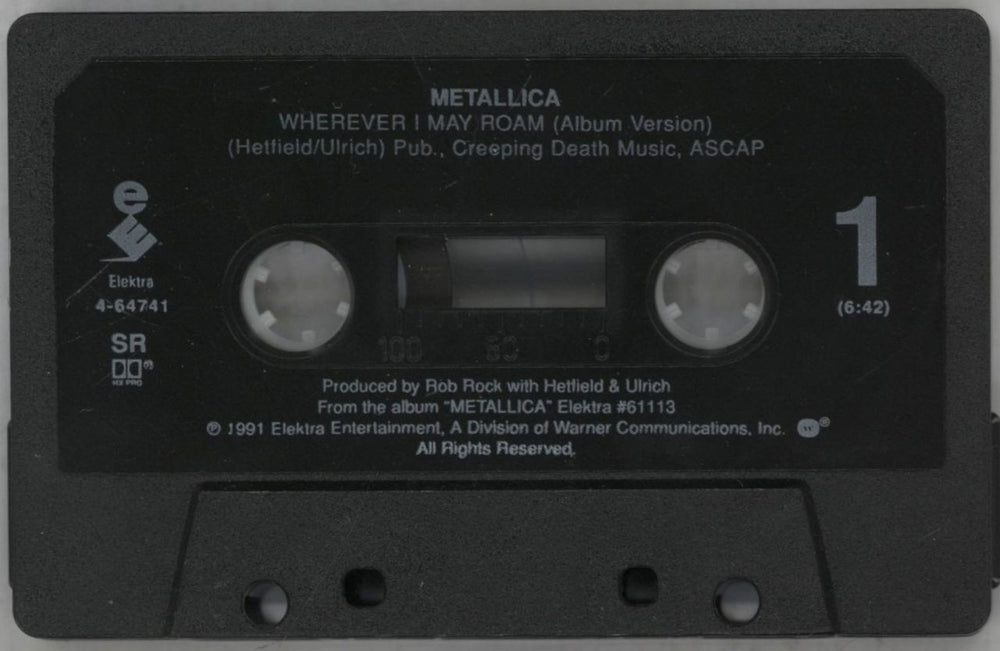 METALLICA
WHEREVER I MAY ROAM (Album Version)
(Hetfield/Ulrich) Pub., Creeping Death Music, ASCAP
e
Elektra
4-64741
SR
HX PRO
1
(6:42)
100 50 0
Produced by Rob Rock with Hetfield & Ulrich
From the album "METALLICA" Elektra #61113
℗ 1991 Elektra Entertainment, A Division of Warner Communications, Inc. ®
All Rights Reserved.